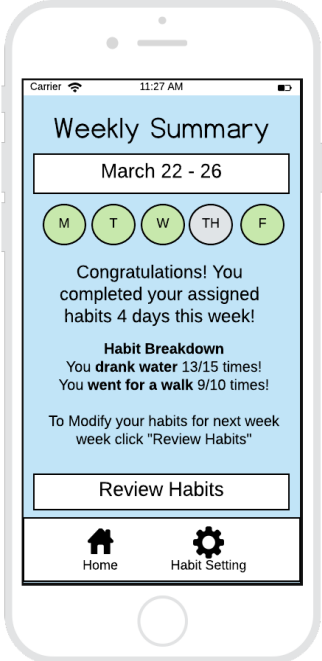 Carrier 11:27 AM
Weekly Summary
March 22 - 26
M T W TH F
Congratulations! You
completed your assigned
habits 4 days this week!
Habit Breakdown
You drank water 13/15 times!
You went for a walk 9/10 times!
To Modify your habits for next week
week click "Review Habits"
Review Habits
Home Habit Setting